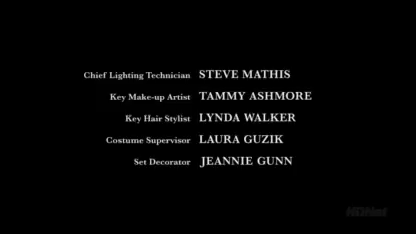 Chief Lighting Technician STEVE MATHIS
Key Make-up Artist TAMMY ASHMORE
Key Hair Stylist LYNDA WALKER
Costume Supervisor LAURA GUZIK
Set Decorator JEANNIE GUNN